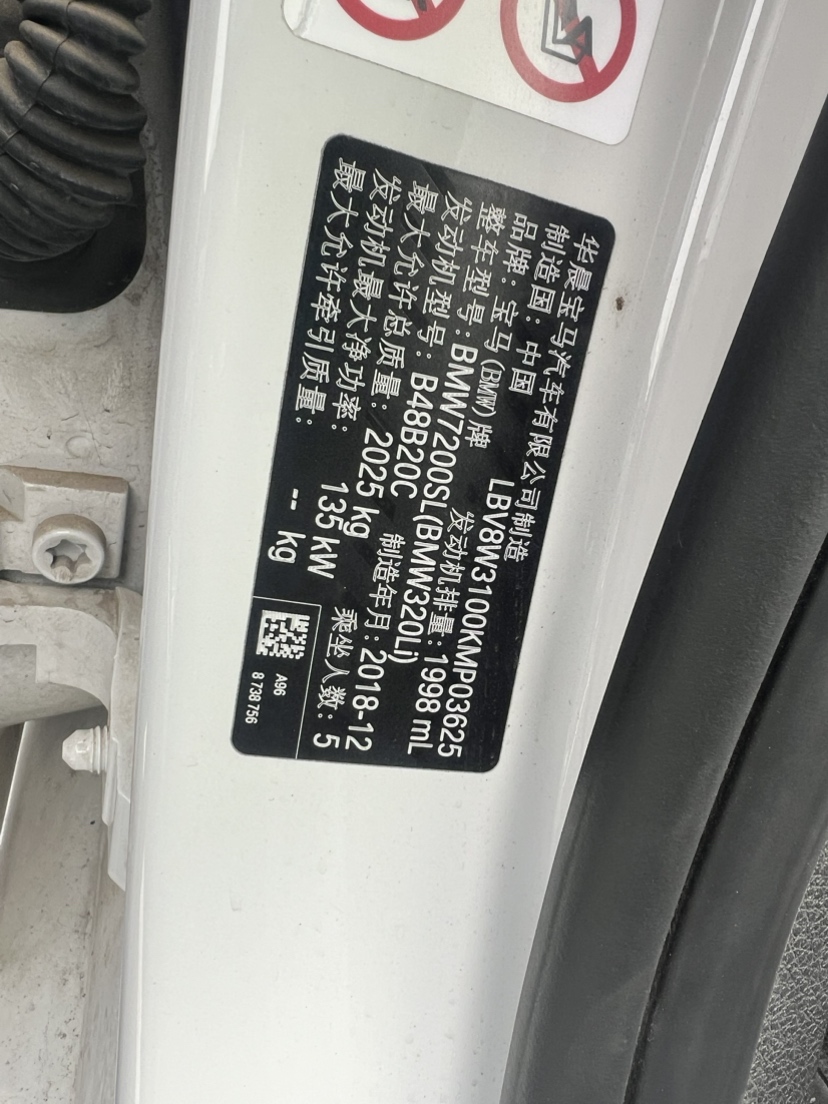 华晨宝马汽车有限公司制造
制造国：中国 LBV8W3100KMP03625
品牌：宝马(BMW)牌 发动机排量：1998 mL
整车型号：BMW7200SL(BMW320Li)
发动机型号：B48B20C
最大允许总质量：2025 kg 制造年月：2018-12
发动机最大净功率：135 kW 乘坐人数：5
最大允许牵引质量：-- kg
A96
8 738 756